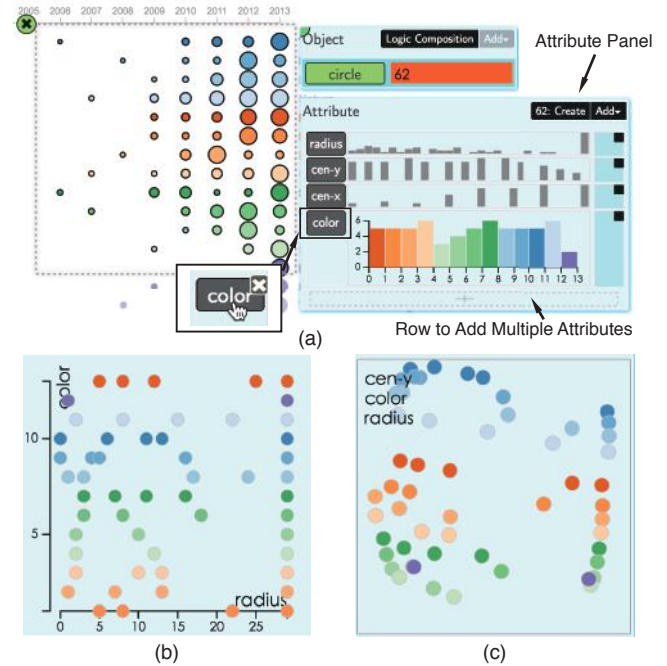 2005 2006 2007 2008 2009 2010 2011 2012 2013
Object
Logic Composition Add
circle 62
Attribute Panel
Attribute
62: Create Add
radius
cen-y
cen-x
color
6
4
2
0
0 1 2 3 4 5 6 7 8 9 10 11 12 13
color
Row to Add Multiple Attributes
(a)
color
10
5
radius
0 5 10 15 20 25
(b)
cen-y
color
radius
(c)